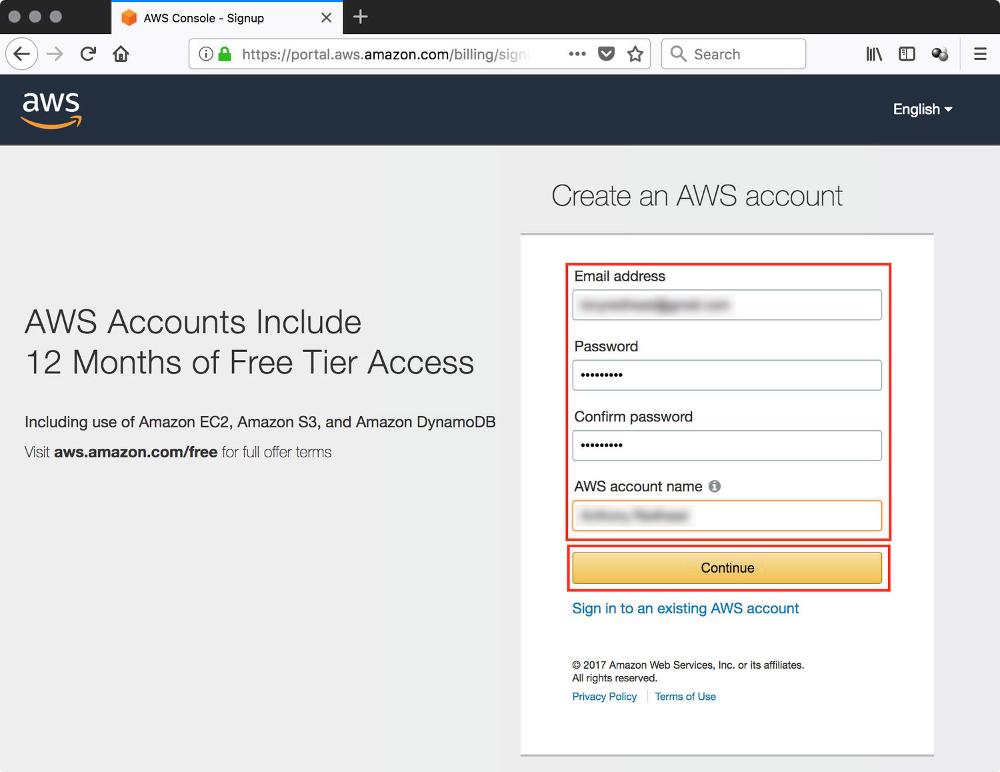 AWS Console - Signup
https://portal.aws.amazon.com/billing/sign
Search
aws
English
Create an AWS account
AWS Accounts Include
12 Months of Free Tier Access
Including use of Amazon EC2, Amazon S3, and Amazon DynamoDB
Visit aws.amazon.com/free for full offer terms
Email address
Password
•••••••••
Confirm password
•••••••••
AWS account name
Continue
Sign in to an existing AWS account
© 2017 Amazon Web Services, Inc. or its affiliates.
All rights reserved.
Privacy Policy
Terms of Use